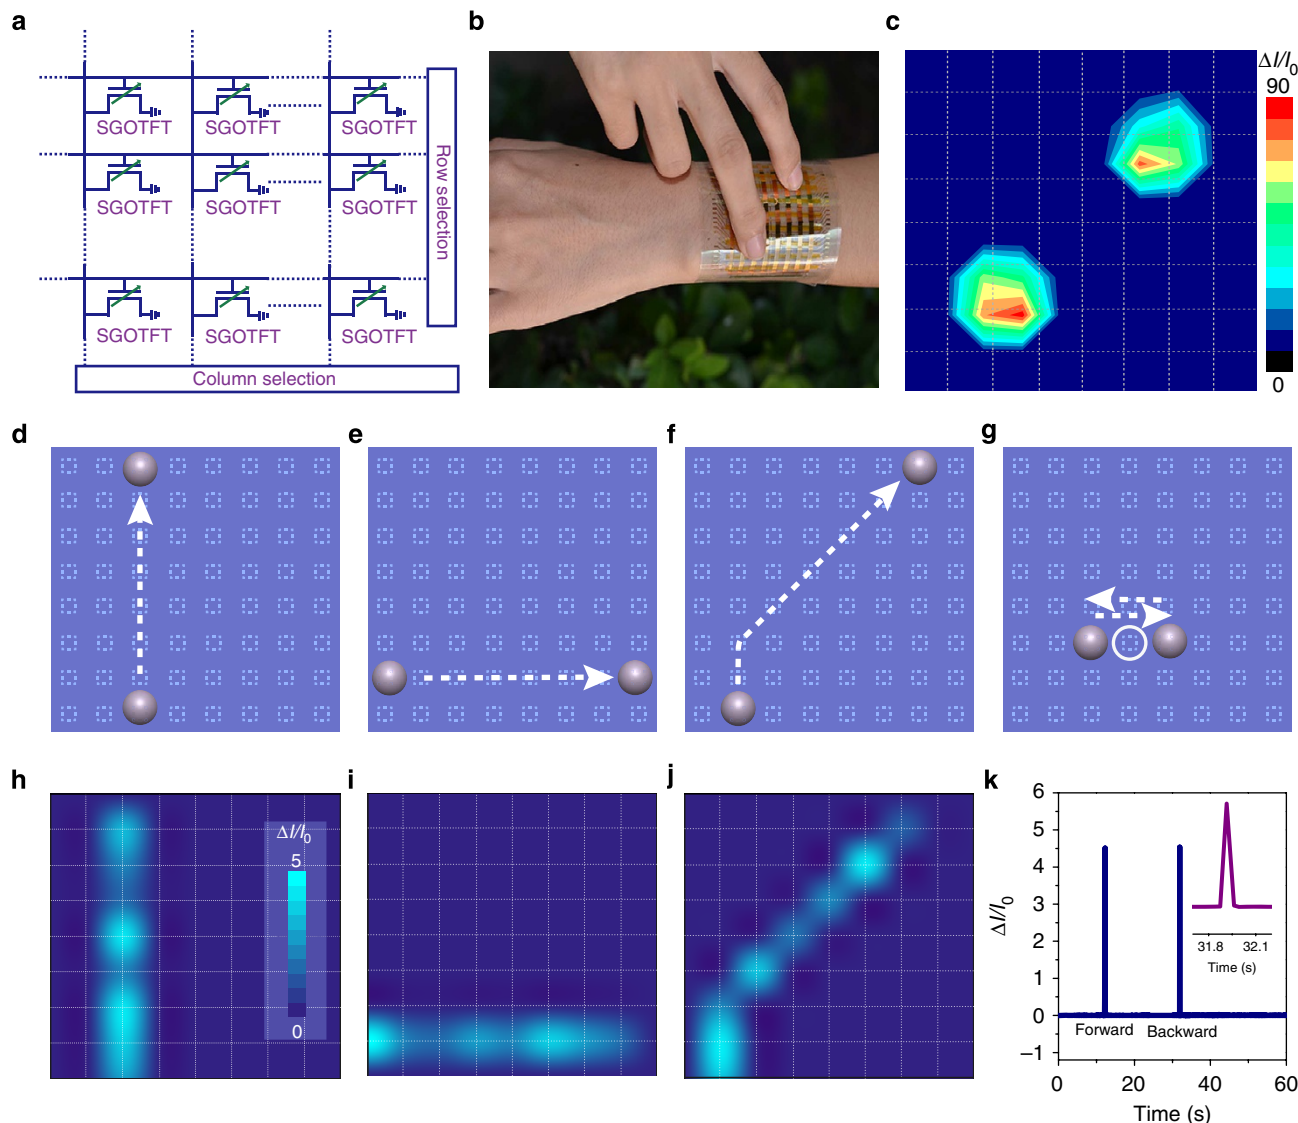 a
b
c
SGOTFT SGOTFT SGOTFT
SGOTFT SGOTFT SGOTFT
SGOTFT SGOTFT SGOTFT
Row selection
Column selection
ΔI/I0
90
0
d
e
f
g
h
i
j
k
ΔI/I0
5
0
6
5
4
3
2
1
0
−1
ΔI/I0
31.8 32.1
Time (s)
Forward Backward
0 20 40 60
Time (s)